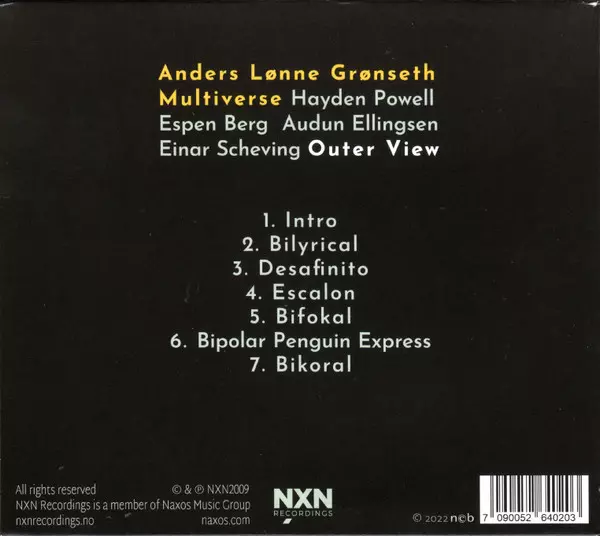 Anders Lønne Grønseth
Multiverse Hayden Powell
Espen Berg Audun Ellingsen
Einar Scheving Outer View
1. Intro
2. Bilyrical
3. Desafinito
4. Escalon
5. Bifokal
6. Bipolar Penguin Express
7. Bikoral
All rights reserved
NXN Recordings is a member of Naxos Music Group
nxnrecordings.no
© & ℗ NXN2009
naxos.com
NXN
RECORDINGS
© 2022 n©b
7 090052 640203